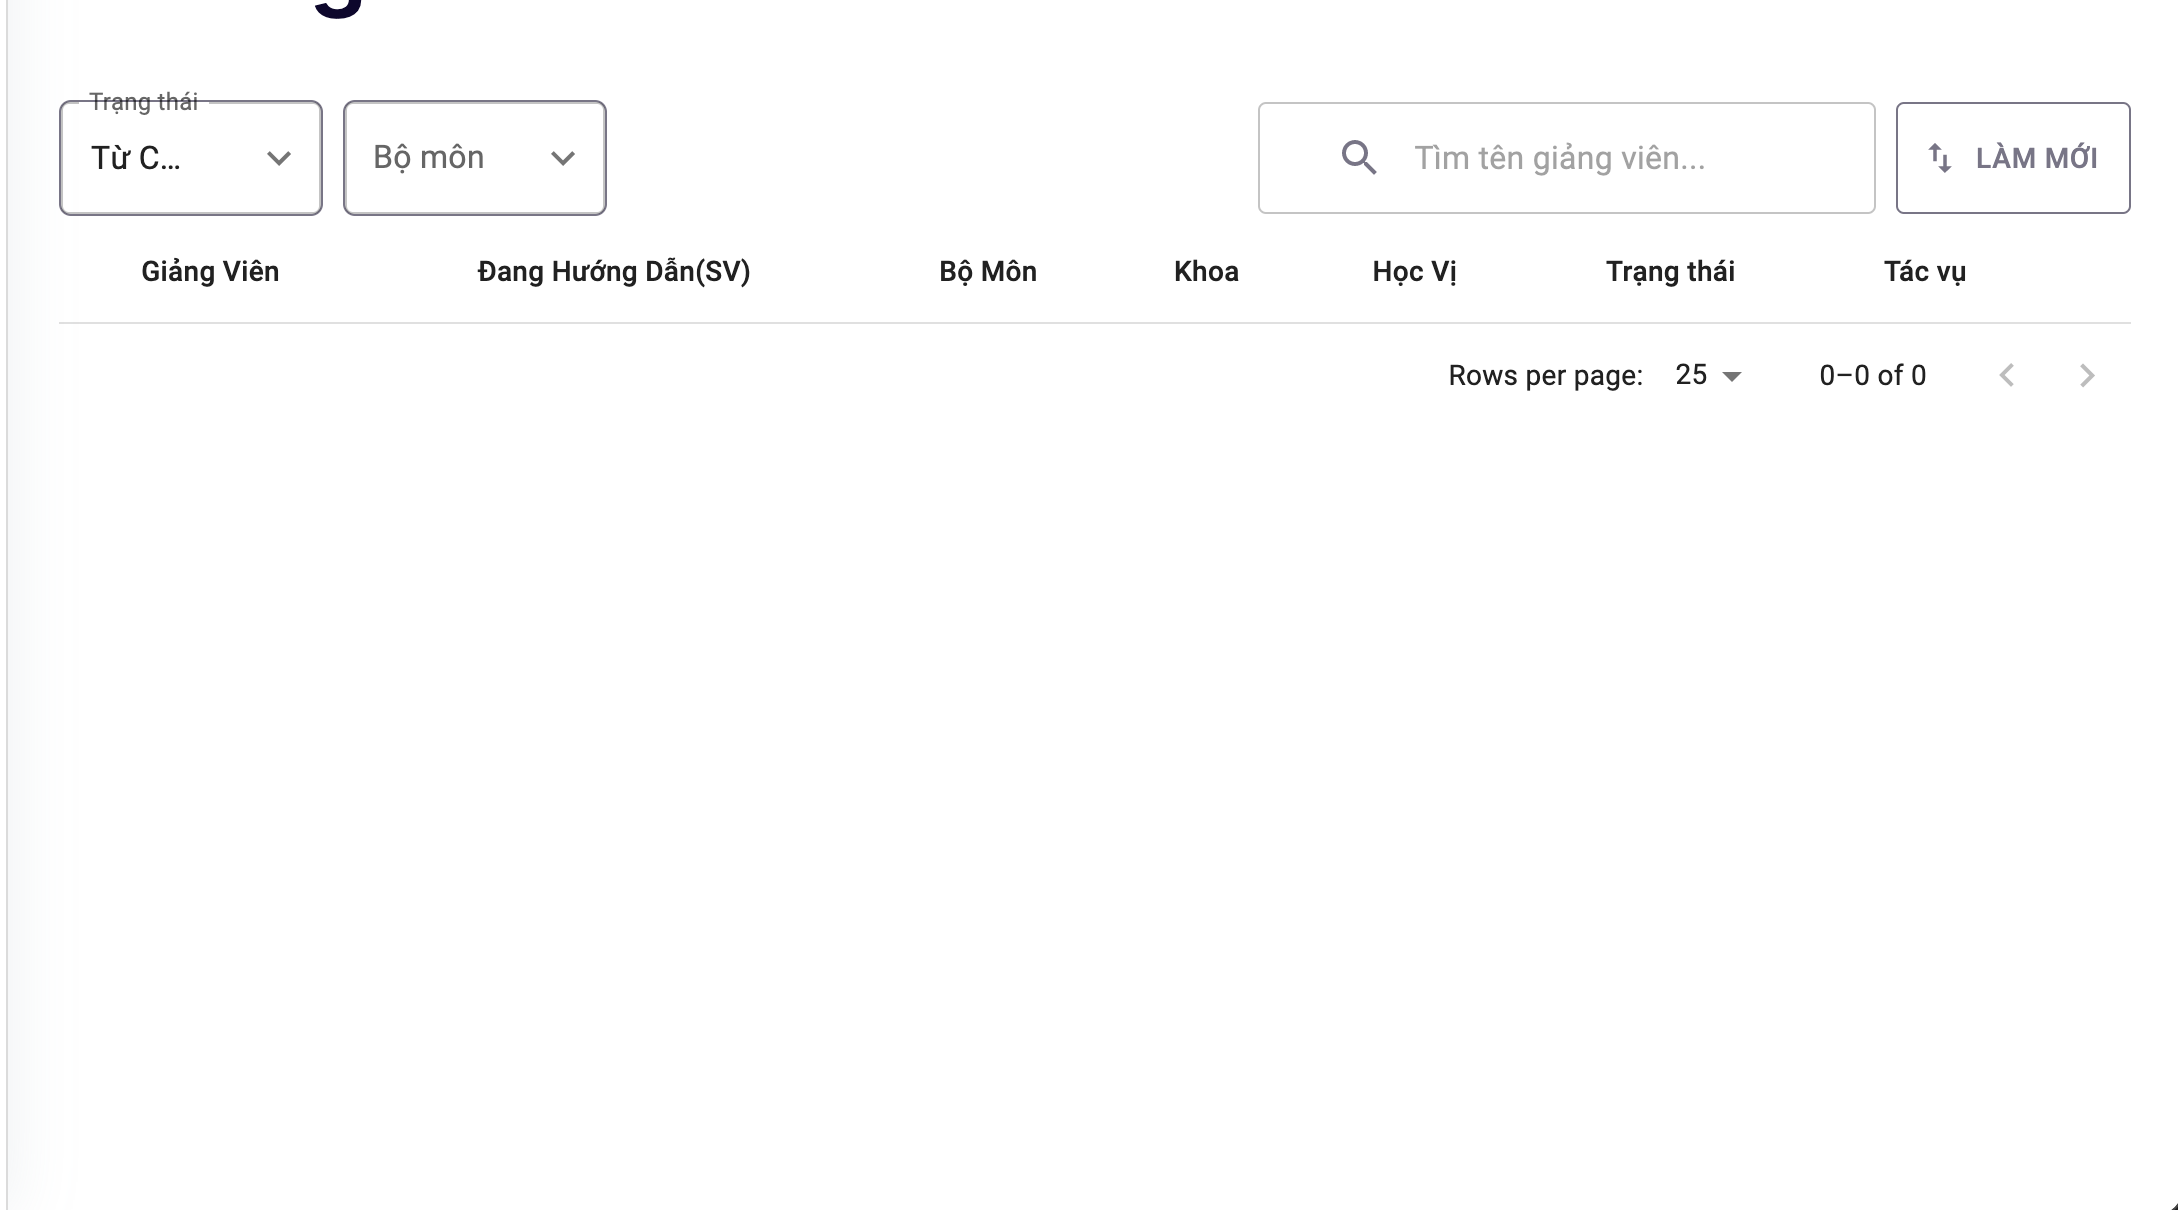 Trạng thái
Từ C...
Bộ môn
Tìm tên giảng viên...
LÀM MỚI
Giảng Viên Đang Hướng Dẫn(SV) Bộ Môn Khoa Học Vị Trạng thái Tác vụ
Rows per page: 25 0–0 of 0